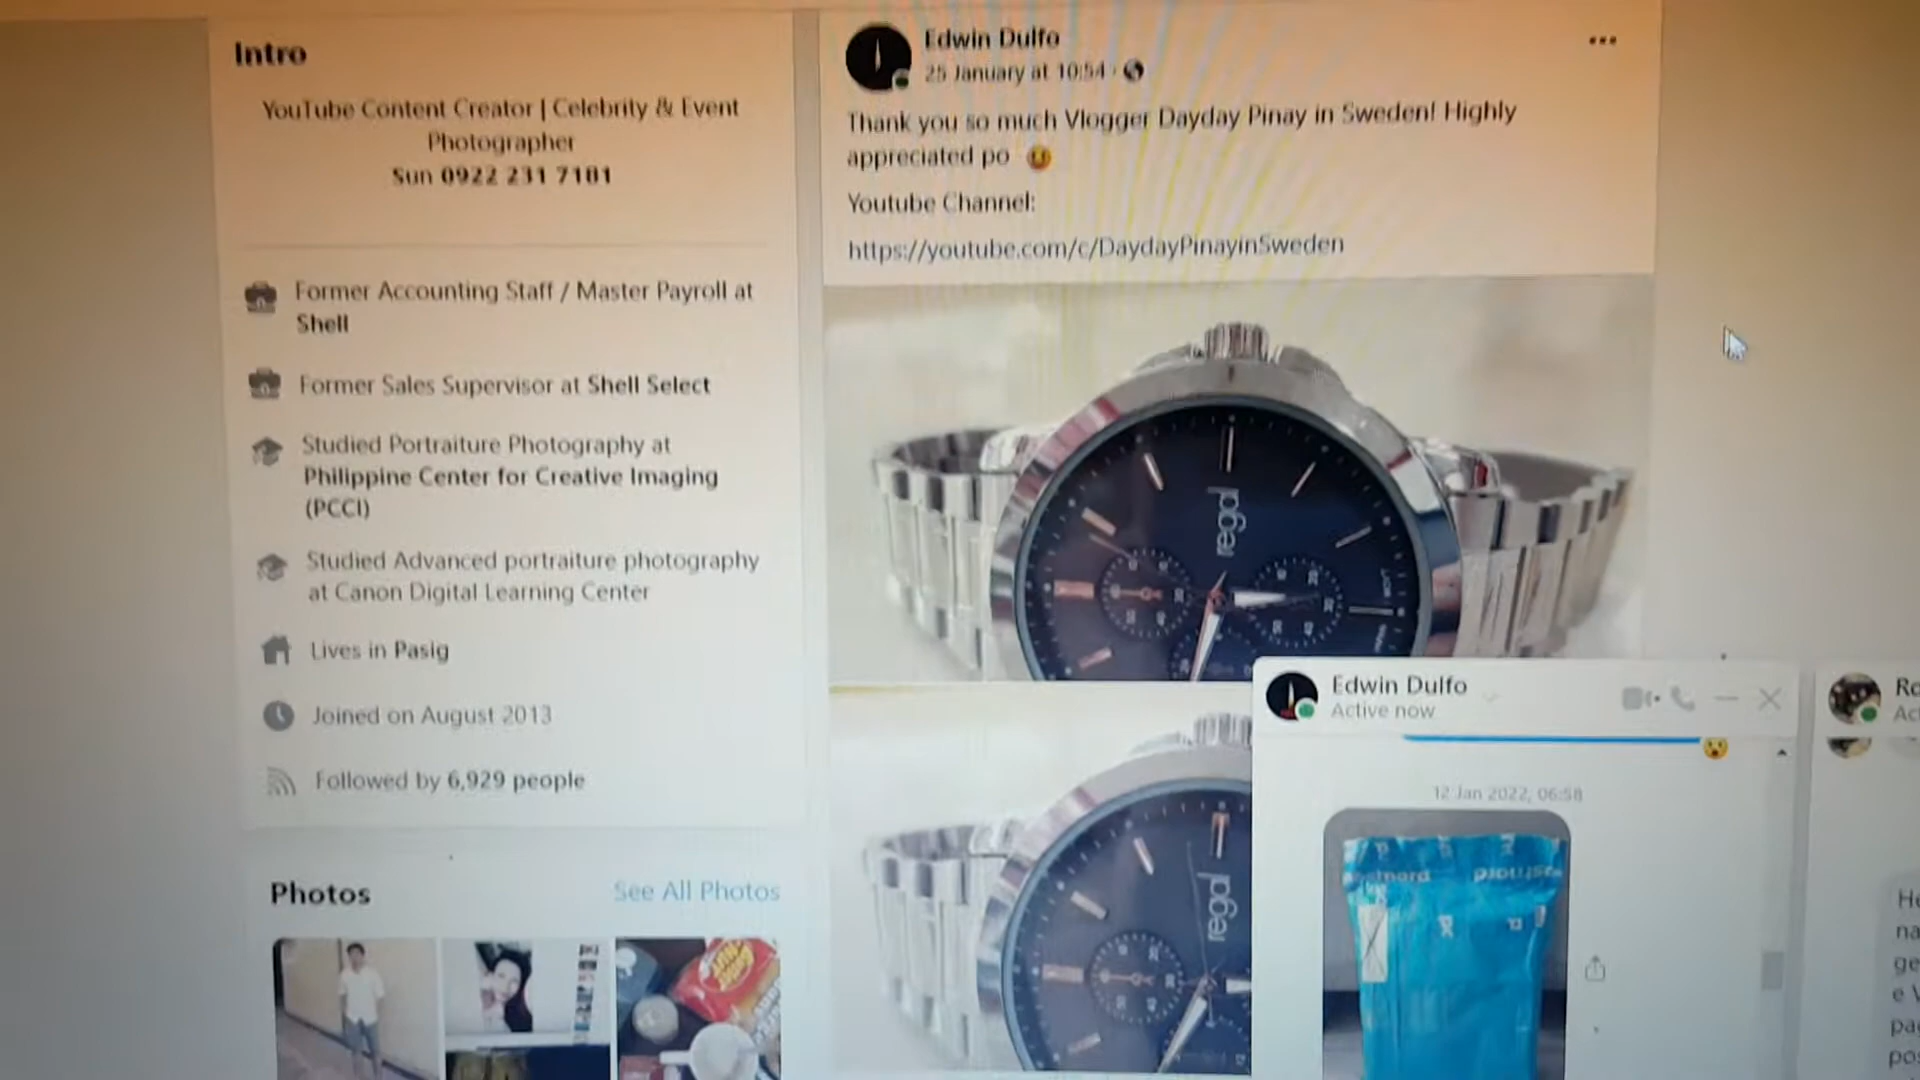 Intro
YouTube Content Creator | Celebrity & Event
Photographer
Sun 0922 231 7181
Former Accounting Staff / Master Payroll at
Shell
Former Sales Supervisor at Shell Select
Studied Portraiture Photography at
Philippine Center for Creative Imaging
(PCCI)
Studied Advanced portraiture photography
at Canon Digital Learning Center
Lives in Pasig
Joined on August 2013
Followed by 6,929 people
Photos
See All Photos
Edwin Dulfo
25 January at 10:54
Thank you so much Vlogger Dayday Pinay in Sweden! Highly
appreciated po
Youtube Channel:
https://youtube.com/c/DaydayPinayinSweden
regal
regal
Edwin Dulfo
Active now
12 Jan 2022, 06:58